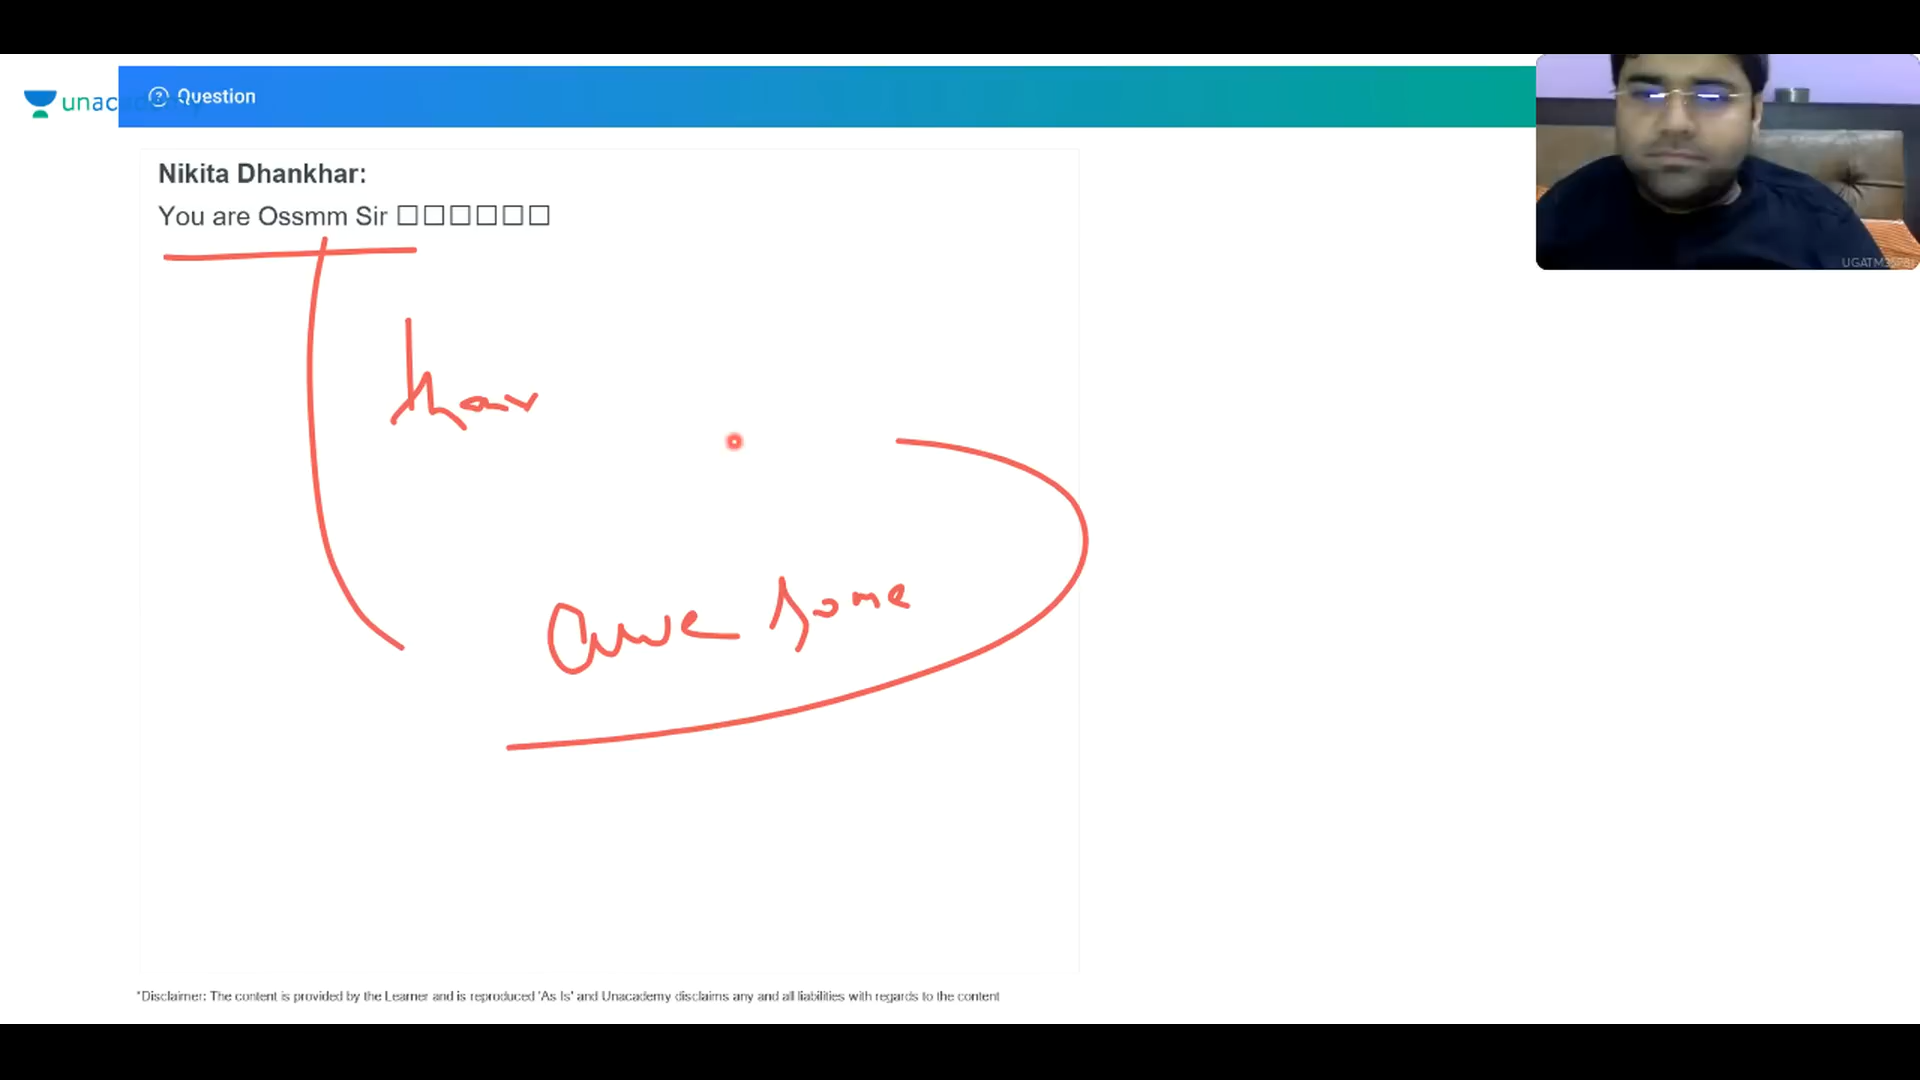 unacademy
Question
Nikita Dhankhar:
You are Ossmm Sir □□□□□□
Awesome
*Disclaimer: The content is provided by the Learner and is reproduced 'As Is' and Unacademy disclaims any and all liabilities with regards to the content